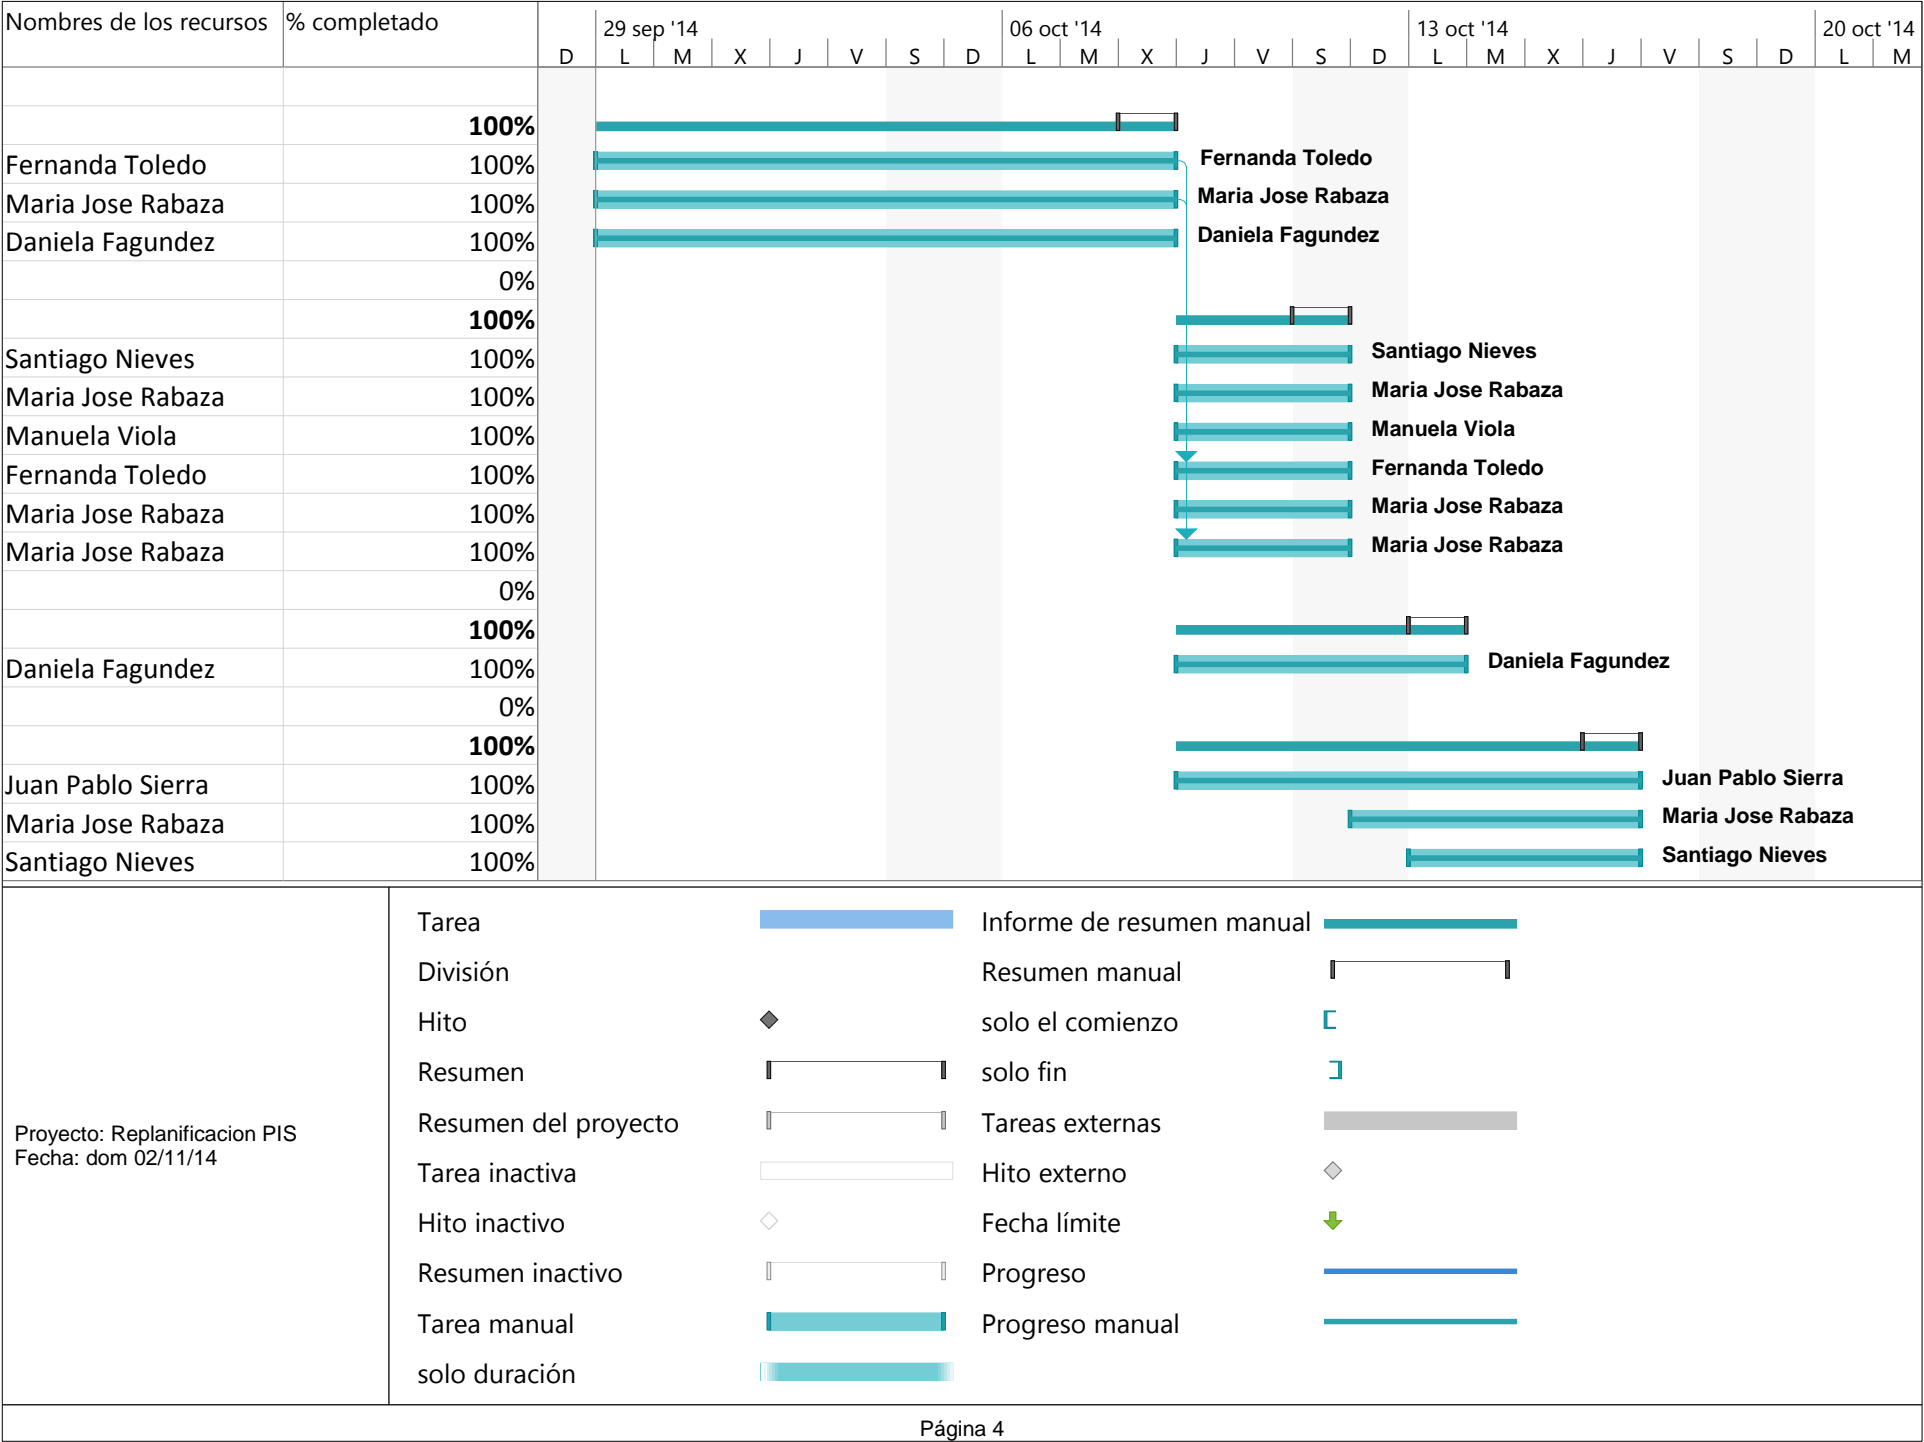 Nombres de los recursos % completado
29 sep '14 06 oct '14 13 oct '14 20 oct '14
D L M X J V S D L M X J V S D L M X J V S D L M
100%
Fernanda Toledo 100% Fernanda Toledo
Maria Jose Rabaza 100% Maria Jose Rabaza
Daniela Fagundez 100% Daniela Fagundez
0%
100%
Santiago Nieves 100% Santiago Nieves
Maria Jose Rabaza 100% Maria Jose Rabaza
Manuela Viola 100% Manuela Viola
Fernanda Toledo 100% Fernanda Toledo
Maria Jose Rabaza 100% Maria Jose Rabaza
Maria Jose Rabaza 100% Maria Jose Rabaza
0%
100%
Daniela Fagundez 100% Daniela Fagundez
0%
100%
Juan Pablo Sierra 100% Juan Pablo Sierra
Maria Jose Rabaza 100% Maria Jose Rabaza
Santiago Nieves 100% Santiago Nieves
Proyecto: Replanificacion PIS
Fecha: dom 02/11/14
Tarea
División
Hito
Resumen
Resumen del proyecto
Tarea inactiva
Hito inactivo
Resumen inactivo
Tarea manual
solo duración
Informe de resumen manual
Resumen manual
solo el comienzo
solo fin
Tareas externas
Hito externo
Fecha límite
Progreso
Progreso manual
Página 4